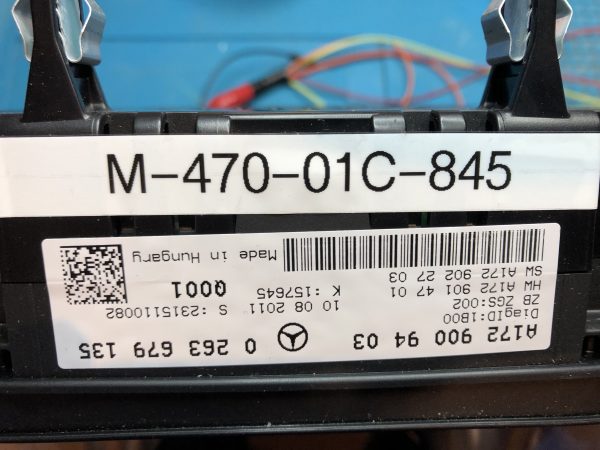 M-470-01C-845
A172 900 94 03 0 263 679 135
DiagID:1B00
ZB ZGS:002 10 08 2011 S :2315110082
HW A172 901 47 01 K :157645 Q001
SW A172 902 27 03
Made in Hungary